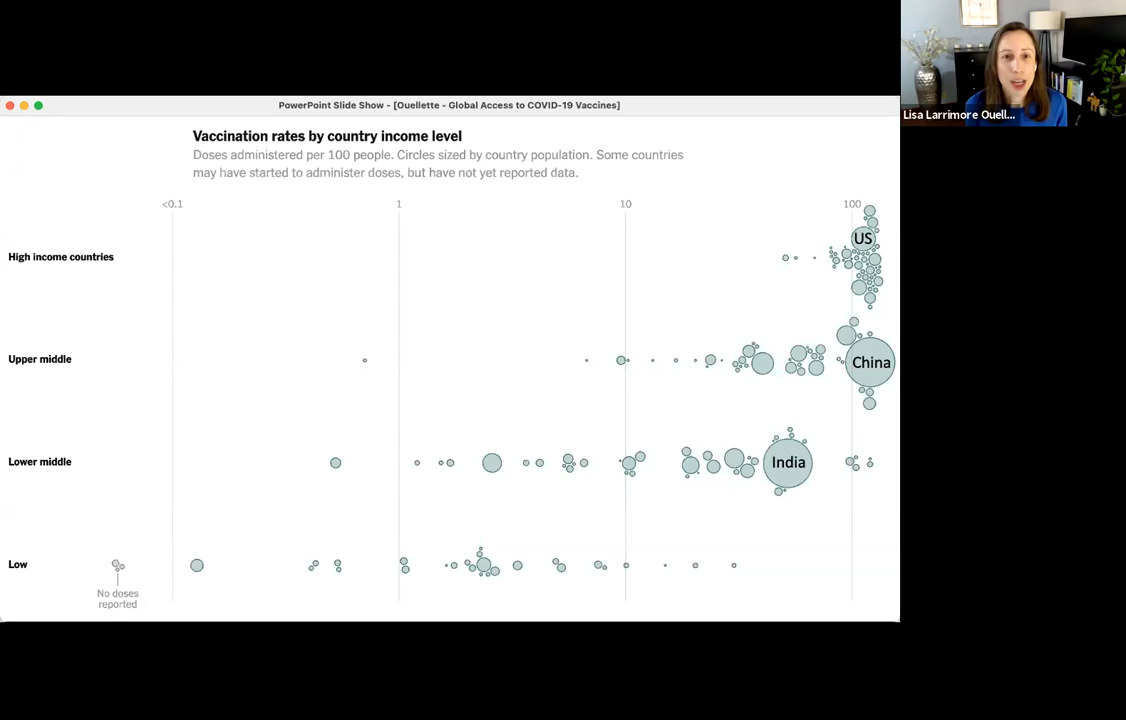 PowerPoint Slide Show - [Ouellette - Global Access to COVID-19 Vaccines]
Lisa Larrimore Ouell...
Vaccination rates by country income level
Doses administered per 100 people. Circles sized by country population. Some countries
may have started to administer doses, but have not yet reported data.
<0.1 1 10 100
US
High income countries
Upper middle
China
Lower middle
India
Low
No doses
reported